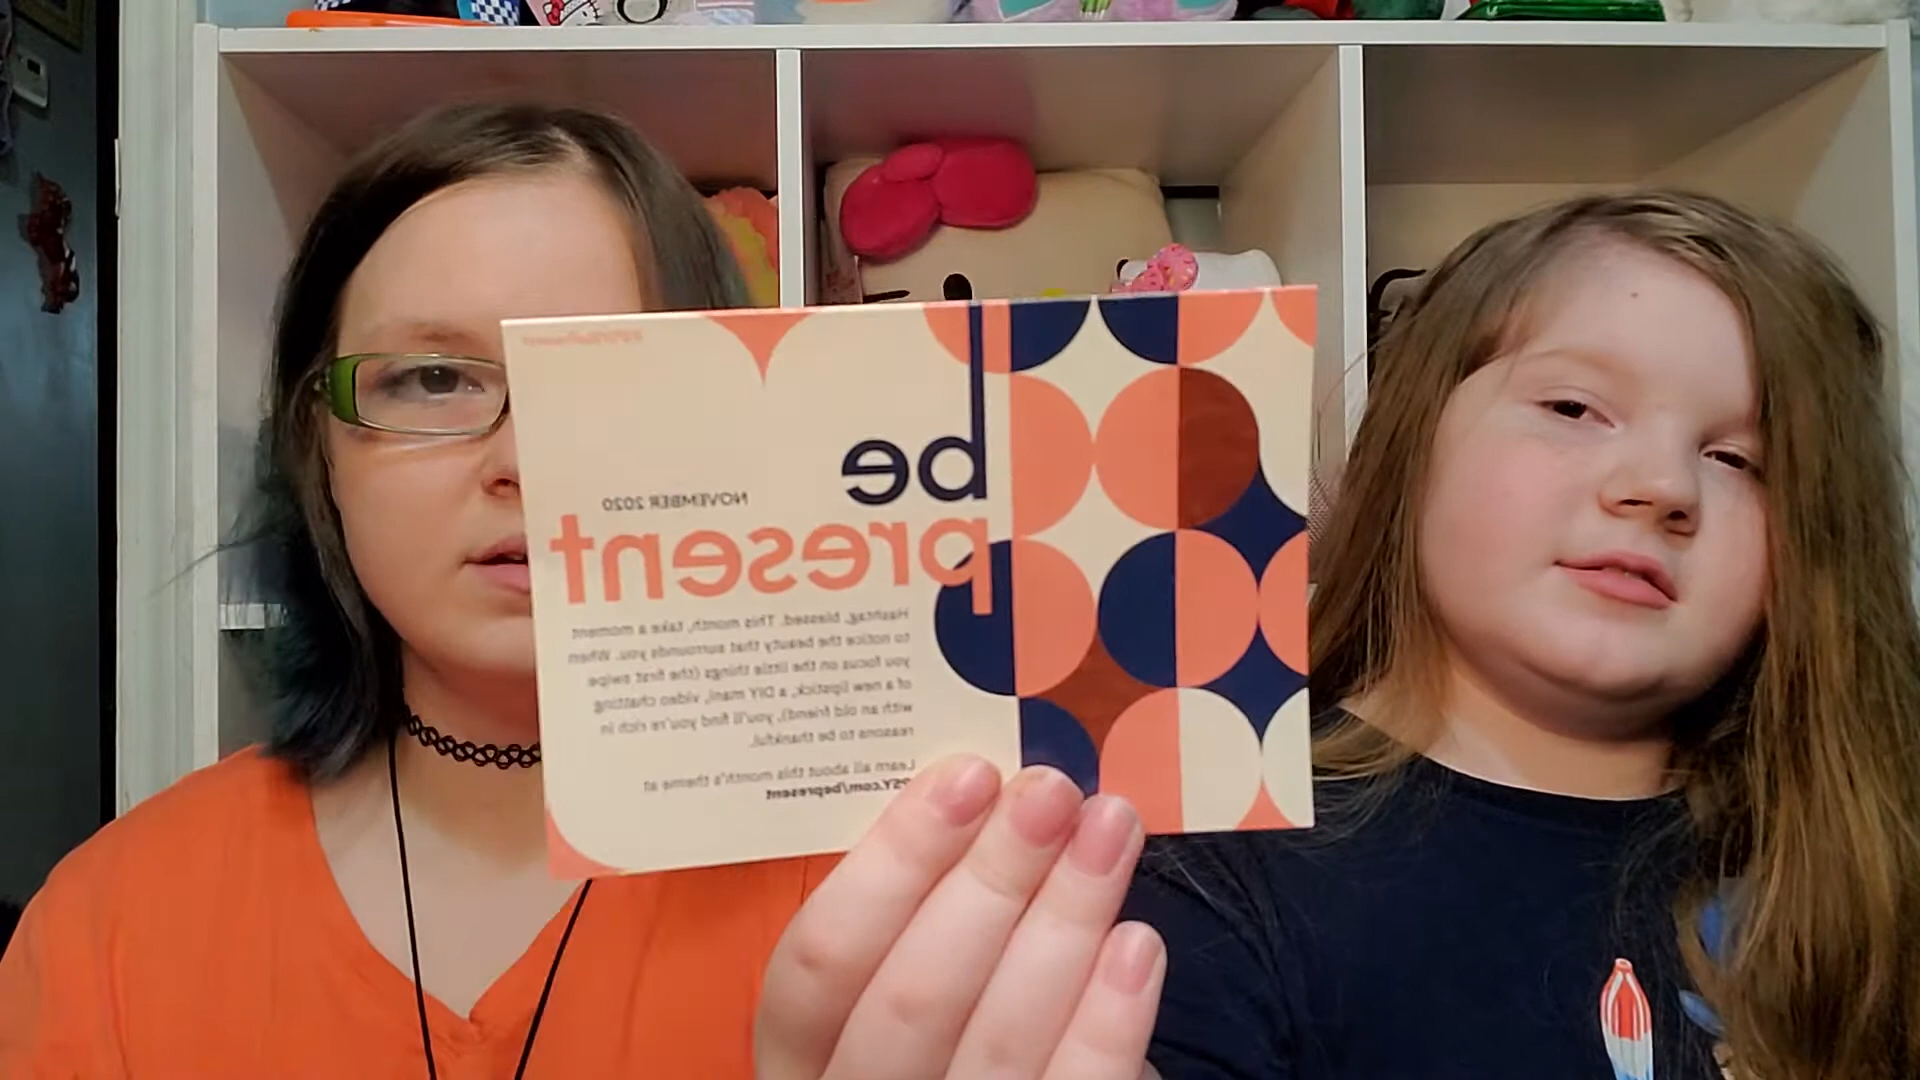 be
NOVEMBER 2020
present
Hashtag, blessed. This month, take a moment
to notice the beauty that surrounds you. When
you focus on the little things (the first swipe
of a new lipstick, a DIY mani, video chatting
with an old friend), you'll find you're rich in
reasons to be thankful.
Learn all about this month's theme at
PSY.com/bepresent